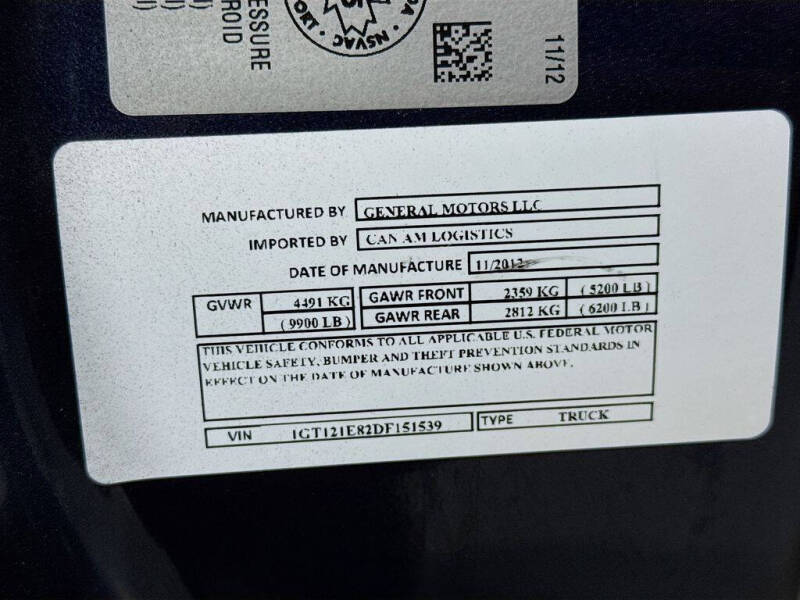 ESSURE
ROID
PORT · NSVAC ·
DA
11/12
MANUFACTURED BY GENERAL MOTORS LLC
IMPORTED BY CAN AM LOGISTICS
DATE OF MANUFACTURE 11/2012
GVWR 4491 KG GAWR FRONT 2359 KG ( 5200 LB )
( 9900 LB ) GAWR REAR 2812 KG ( 6200 LB )
THIS VEHICLE CONFORMS TO ALL APPLICABLE U.S. FEDERAL MOTOR
VEHICLE SAFETY, BUMPER AND THEFT PREVENTION STANDARDS IN
EFFECT ON THE DATE OF MANUFACTURE SHOWN ABOVE.
VIN 1GT121E82DF151539 TYPE TRUCK